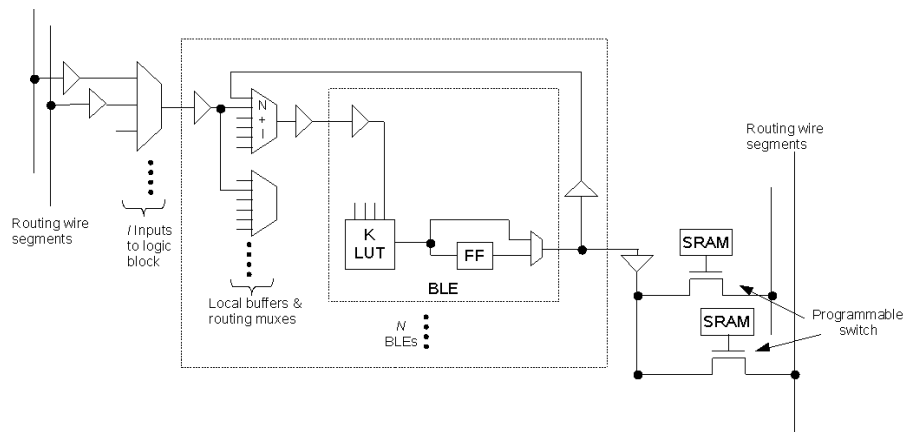 Routing wire
segments
I Inputs
to logic
block
N
+
I
Local buffers &
routing muxes
K
LUT
FF
BLE
N
BLEs
Routing wire
segments
SRAM
SRAM
Programmable
switch